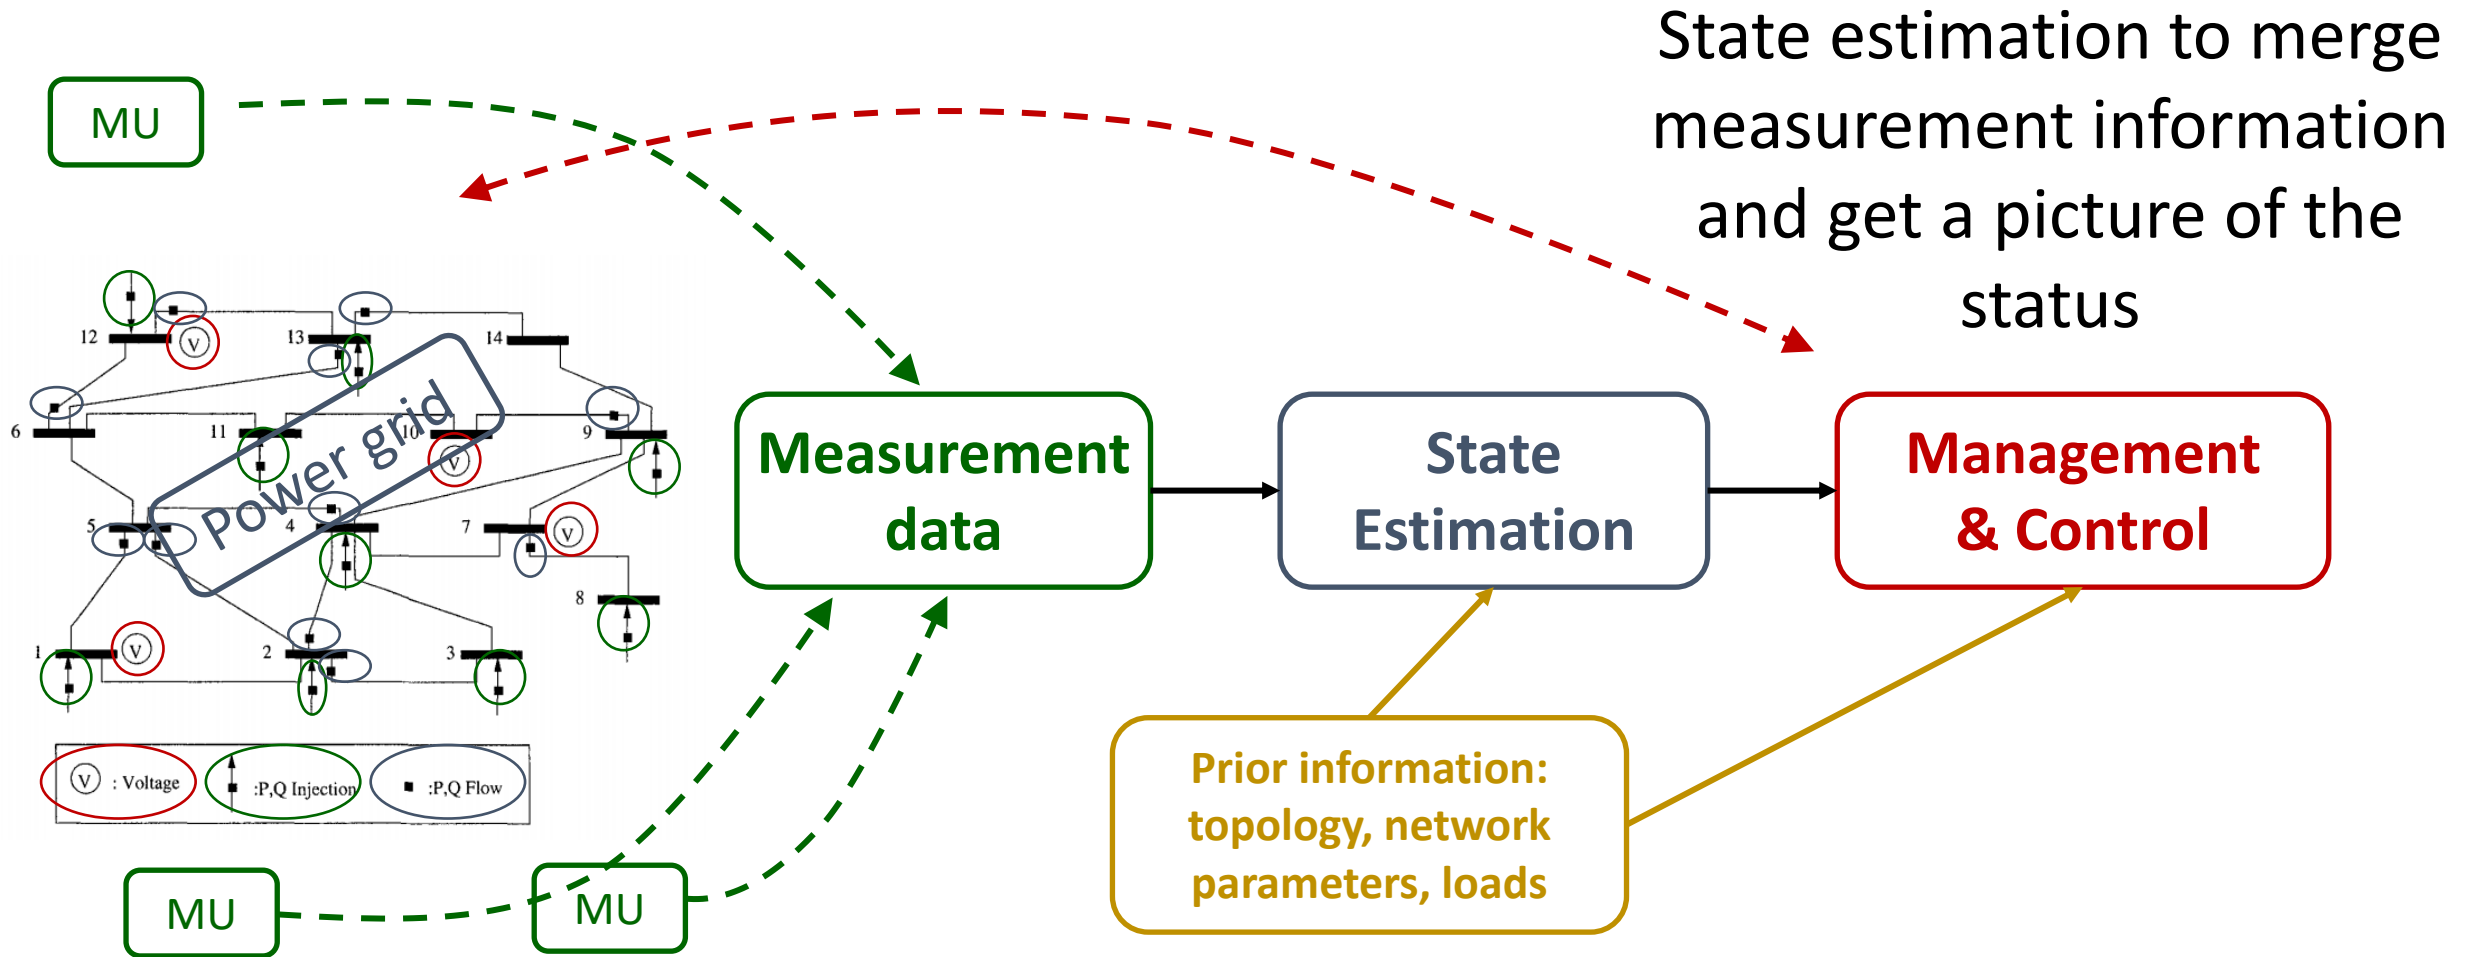 State estimation to merge
measurement information
and get a picture of the
status
MU
12
V
13
14
6
11
10
V
9
Power grid
5
4
7
V
8
1
V
2
3
V : Voltage
:P,Q Injection
:P,Q Flow
MU
MU
Measurement
data
State
Estimation
Management
& Control
Prior information:
topology, network
parameters, loads